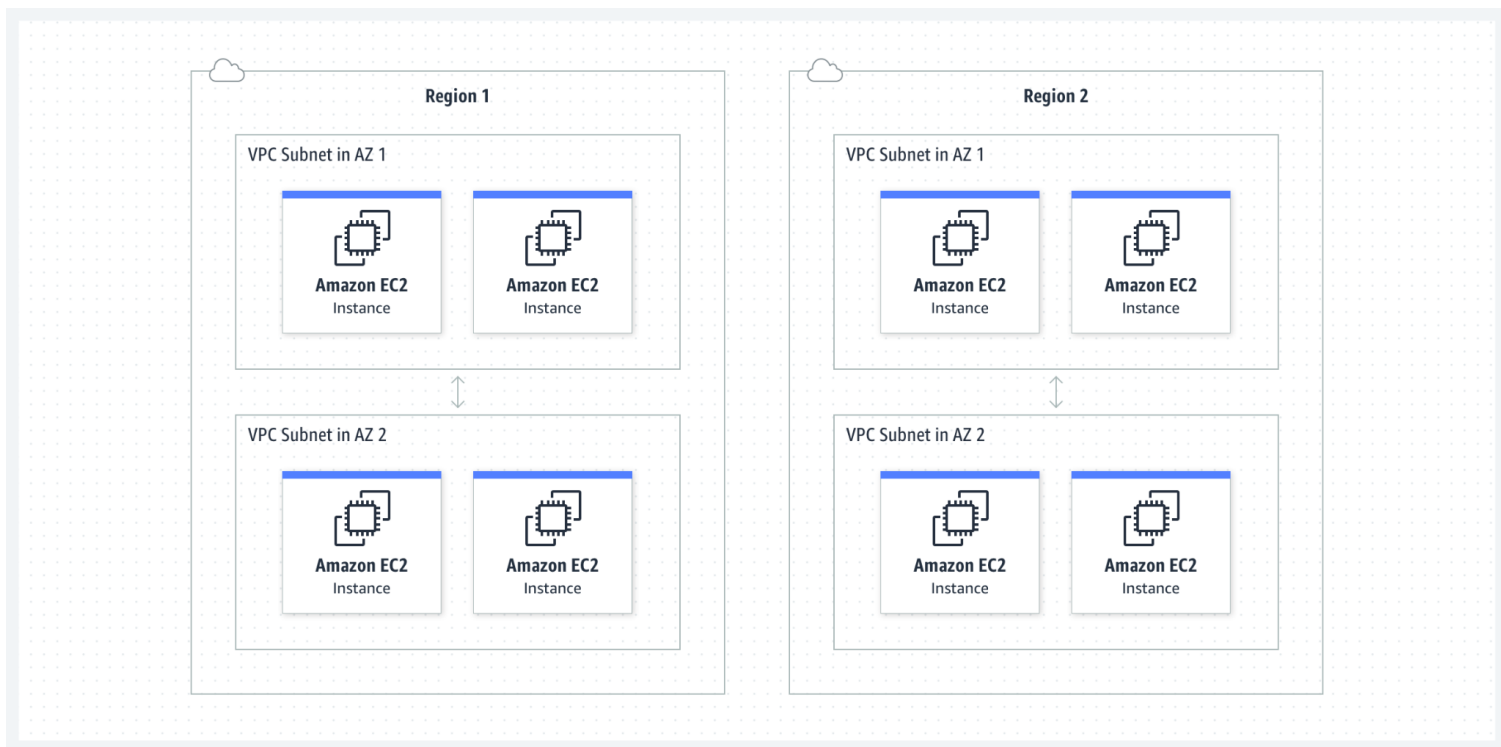 Region 1
VPC Subnet in AZ 1
Amazon EC2
Instance
Amazon EC2
Instance
VPC Subnet in AZ 2
Amazon EC2
Instance
Amazon EC2
Instance
Region 2
VPC Subnet in AZ 1
Amazon EC2
Instance
Amazon EC2
Instance
VPC Subnet in AZ 2
Amazon EC2
Instance
Amazon EC2
Instance